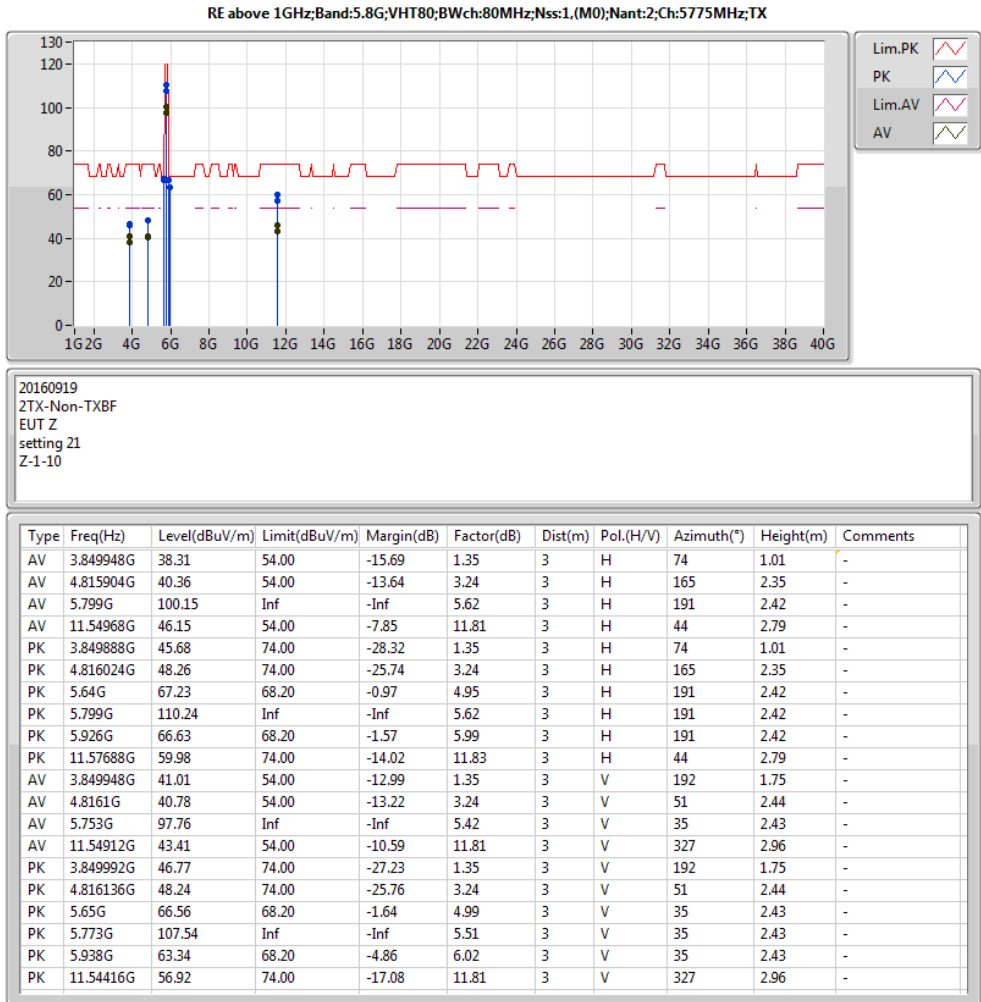 RE above 1GHz;Band:5.8G;VHT80;BWch:80MHz;Nss:1,(M0);Nant:2;Ch:5775MHz;TX
130
120
100
80
60
40
20
0
1G 2G 4G 6G 8G 10G 12G 14G 16G 18G 20G 22G 24G 26G 28G 30G 32G 34G 36G 38G 40G
Lim.PK
PK
Lim.AV
AV
20160919
2TX-Non-TXBF
EUT Z
setting 21
Z-1-10
Type Freq(Hz) Level(dBuV/m) Limit(dBuV/m) Margin(dB) Factor(dB) Dist(m) Pol.(H/V) Azimuth(°) Height(m) Comments
AV 3.849948G 38.31 54.00 -15.69 1.35 3 H 74 1.01 -
AV 4.815904G 40.36 54.00 -13.64 3.24 3 H 165 2.35 -
AV 5.799G 100.15 Inf -Inf 5.62 3 H 191 2.42 -
AV 11.54968G 46.15 54.00 -7.85 11.81 3 H 44 2.79 -
PK 3.849888G 45.68 74.00 -28.32 1.35 3 H 74 1.01 -
PK 4.816024G 48.26 74.00 -25.74 3.24 3 H 165 2.35 -
PK 5.64G 67.23 68.20 -0.97 4.95 3 H 191 2.42 -
PK 5.799G 110.24 Inf -Inf 5.62 3 H 191 2.42 -
PK 5.926G 66.63 68.20 -1.57 5.99 3 H 191 2.42 -
PK 11.57688G 59.98 74.00 -14.02 11.83 3 H 44 2.79 -
AV 3.849948G 41.01 54.00 -12.99 1.35 3 V 192 1.75 -
AV 4.8161G 40.78 54.00 -13.22 3.24 3 V 51 2.44 -
AV 5.753G 97.76 Inf -Inf 5.42 3 V 35 2.43 -
AV 11.54912G 43.41 54.00 -10.59 11.81 3 V 327 2.96 -
PK 3.849992G 46.77 74.00 -27.23 1.35 3 V 192 1.75 -
PK 4.816136G 48.24 74.00 -25.76 3.24 3 V 51 2.44 -
PK 5.65G 66.56 68.20 -1.64 4.99 3 V 35 2.43 -
PK 5.773G 107.54 Inf -Inf 5.51 3 V 35 2.43 -
PK 5.938G 63.34 68.20 -4.86 6.02 3 V 35 2.43 -
PK 11.54416G 56.92 74.00 -17.08 11.81 3 V 327 2.96 -